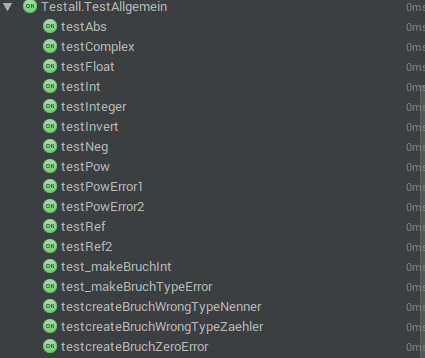 OK Testall.TestAllgemein 0ms
OK testAbs 0ms
OK testComplex 0ms
OK testFloat 0ms
OK testInt 0ms
OK testInteger 0ms
OK testInvert 0ms
OK testNeg 0ms
OK testPow 0ms
OK testPowError1 0ms
OK testPowError2 0ms
OK testRef 0ms
OK testRef2 0ms
OK test_makeBruchInt 0ms
OK test_makeBruchTypeError 0ms
OK testcreateBruchWrongTypeNenner 0ms
OK testcreateBruchWrongTypeZaehler 0ms
OK testcreateBruchZeroError 0ms